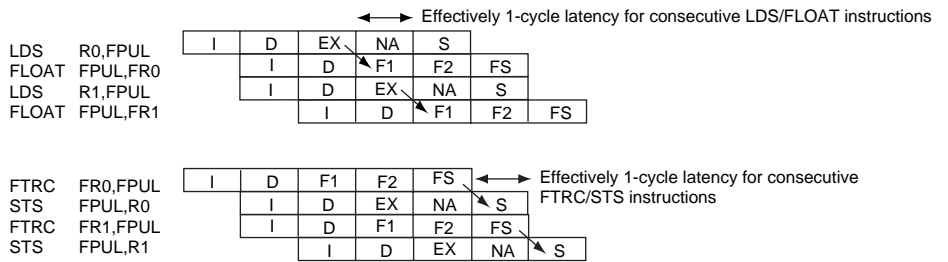 Effectively 1-cycle latency for consecutive LDS/FLOAT instructions
LDS R0,FPUL I D EX NA S
FLOAT FPUL,FR0 I D F1 F2 FS
LDS R1,FPUL I D EX NA S
FLOAT FPUL,FR1 I D F1 F2 FS
FTRC FR0,FPUL I D F1 F2 FS Effectively 1-cycle latency for consecutive
STS FPUL,R0 I D EX NA S FTRC/STS instructions
FTRC FR1,FPUL I D F1 F2 FS
STS FPUL,R1 I D EX NA S